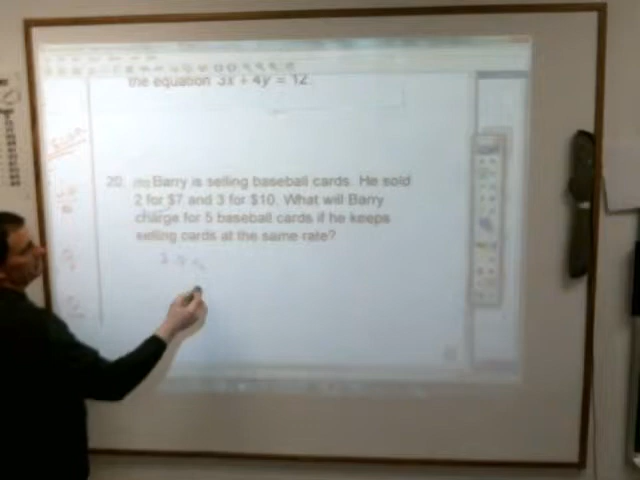 the equation 3x + 4y = 12.
20. Barry is selling baseball cards. He sold
2 for $7 and 3 for $10. What will Barry
charge for 5 baseball cards if he keeps
selling cards at the same rate?